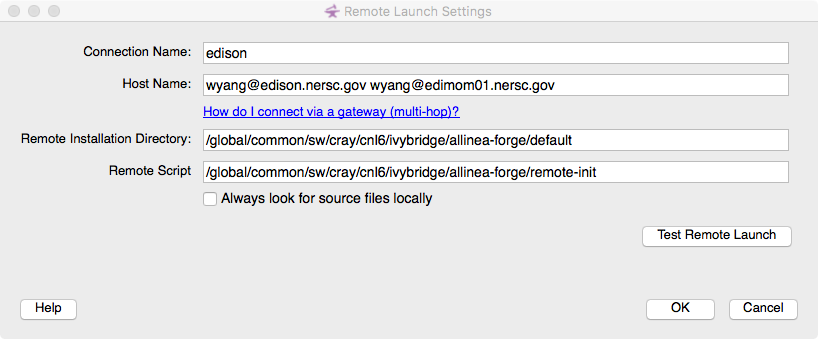 Remote Launch Settings
Connection Name: edison
Host Name: wyang@edison.nersc.gov wyang@edimom01.nersc.gov
How do I connect via a gateway (multi-hop)?
Remote Installation Directory: /global/common/sw/cray/cnl6/ivybridge/allinea-forge/default
Remote Script /global/common/sw/cray/cnl6/ivybridge/allinea-forge/remote-init
Always look for source files locally
Test Remote Launch
Help OK Cancel